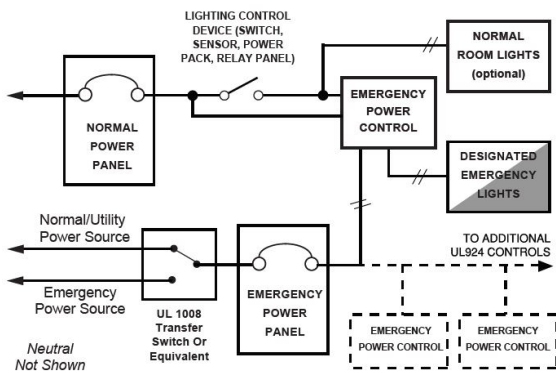 LIGHTING CONTROL
DEVICE (SWITCH,
SENSOR, POWER
PACK, RELAY PANEL)
NORMAL
ROOM LIGHTS
(optional)
NORMAL
POWER
PANEL
EMERGENCY
POWER
CONTROL
DESIGNATED
EMERGENCY
LIGHTS
Normal/Utility
Power Source
Emergency
Power Source
UL 1008
Transfer
Switch Or
Equivalent
EMERGENCY
POWER
PANEL
TO ADDITIONAL
UL924 CONTROLS
EMERGENCY
POWER CONTROL
EMERGENCY
POWER CONTROL
Neutral
Not Shown